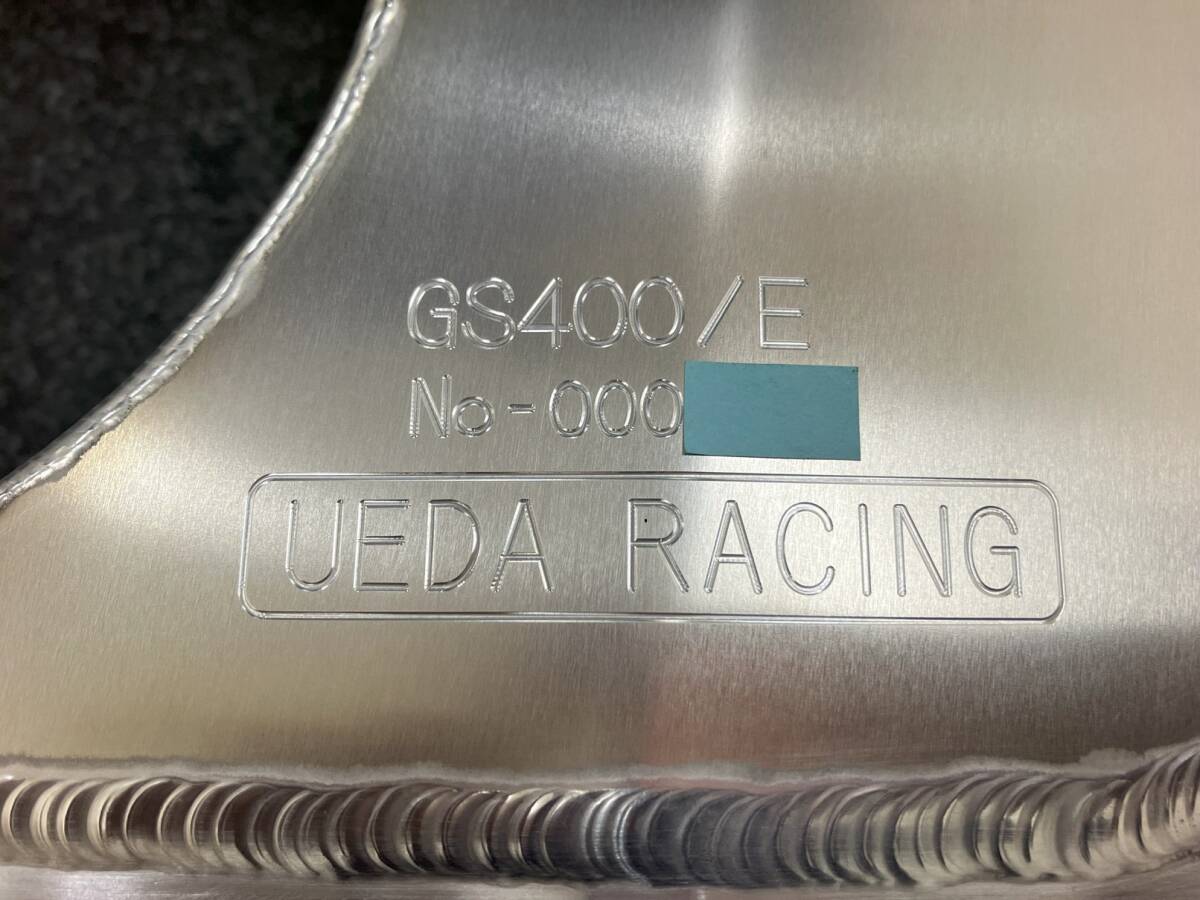 GS400/E
No-000
UEDA RACING